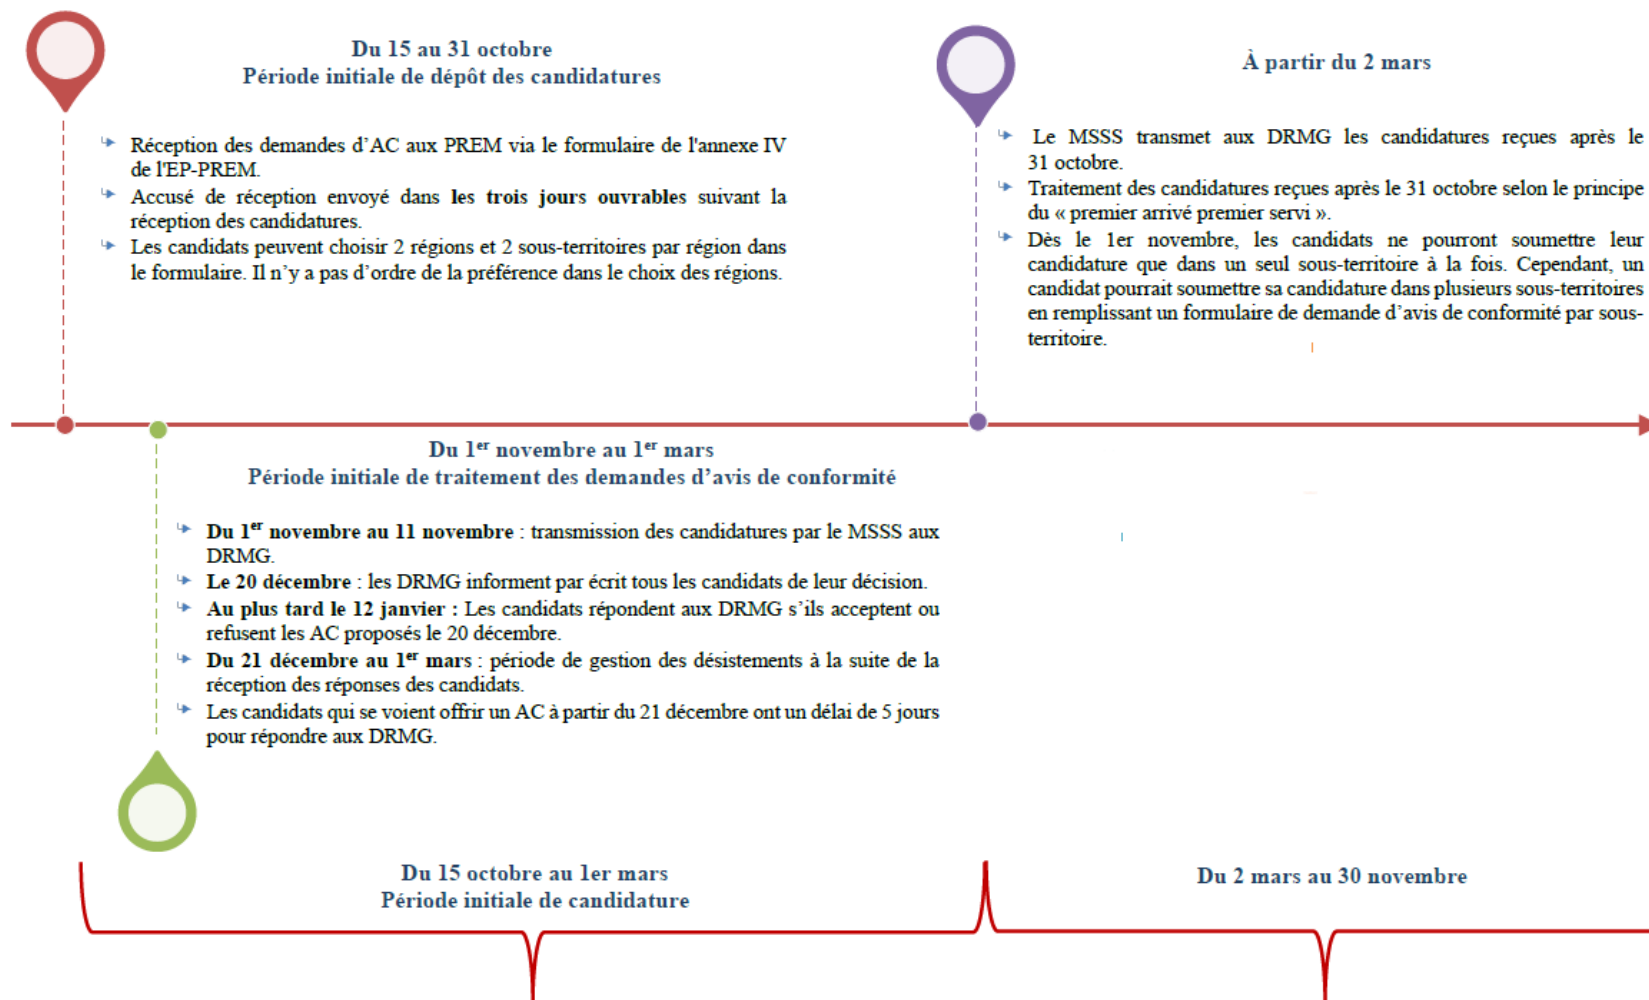 Du 15 au 31 octobre
Période initiale de dépôt des candidatures
Réception des demandes d’AC aux PREM via le formulaire de l'annexe IV
de l'EP-PREM.
Accusé de réception envoyé dans les trois jours ouvrables suivant la
réception des candidatures.
Les candidats peuvent choisir 2 régions et 2 sous-territoires par région dans
le formulaire. Il n’y a pas d’ordre de la préférence dans le choix des régions.
À partir du 2 mars
Le MSSS transmet aux DRMG les candidatures reçues après le
31 octobre.
Traitement des candidatures reçues après le 31 octobre selon le principe
du « premier arrivé premier servi ».
Dès le 1er novembre, les candidats ne pourront soumettre leur
candidature que dans un seul sous-territoire à la fois. Cependant, un
candidat pourrait soumettre sa candidature dans plusieurs sous-territoires
en remplissant un formulaire de demande d’avis de conformité par sous-
territoire.
Du 1er novembre au 1er mars
Période initiale de traitement des demandes d’avis de conformité
Du 1er novembre au 11 novembre : transmission des candidatures par le MSSS aux
DRMG.
Le 20 décembre : les DRMG informent par écrit tous les candidats de leur décision.
Au plus tard le 12 janvier : Les candidats répondent aux DRMG s’ils acceptent ou
refusent les AC proposés le 20 décembre.
Du 21 décembre au 1er mars : période de gestion des désistements à la suite de la
réception des réponses des candidats.
Les candidats qui se voient offrir un AC à partir du 21 décembre ont un délai de 5 jours
pour répondre aux DRMG.
Du 15 octobre au 1er mars
Période initiale de candidature
Du 2 mars au 30 novembre